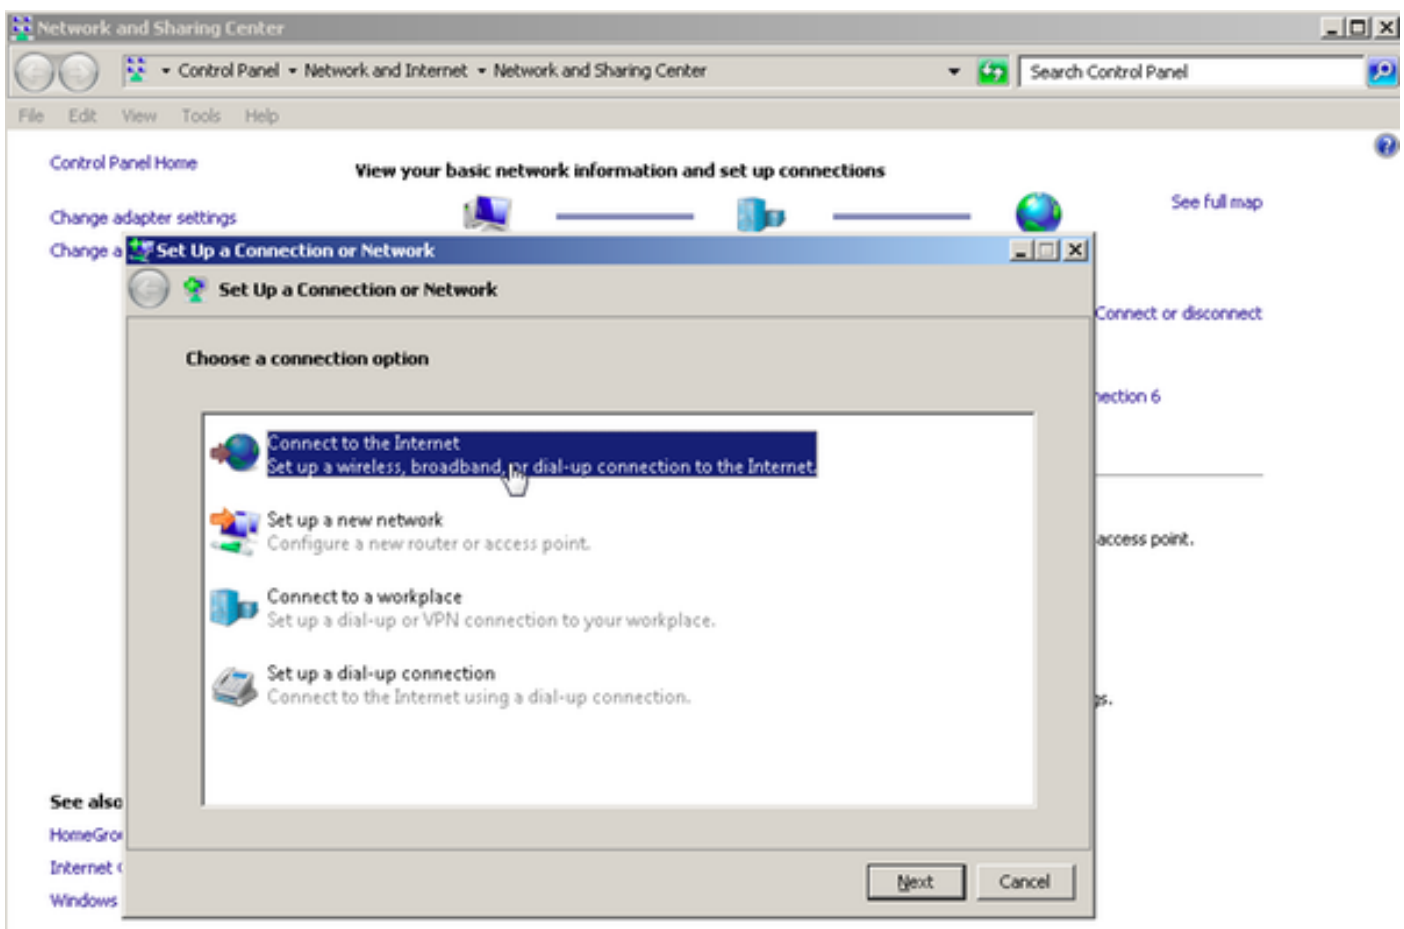 Network and Sharing Center
Control Panel Network and Internet Network and Sharing Center
Search Control Panel
File Edit View Tools Help
Control Panel Home
View your basic network information and set up connections
Change adapter settings
See full map
Change a
Set Up a Connection or Network
Set Up a Connection or Network
Connect or disconnect
Choose a connection option
nection 6
Connect to the Internet
Set up a wireless, broadband, or dial-up connection to the Internet.
Set up a new network
Configure a new router or access point.
access point.
Connect to a workplace
Set up a dial-up or VPN connection to your workplace.
Set up a dial-up connection
Connect to the Internet using a dial-up connection.
gs.
See also
HomeGro
Internet
Windows
Next
Cancel